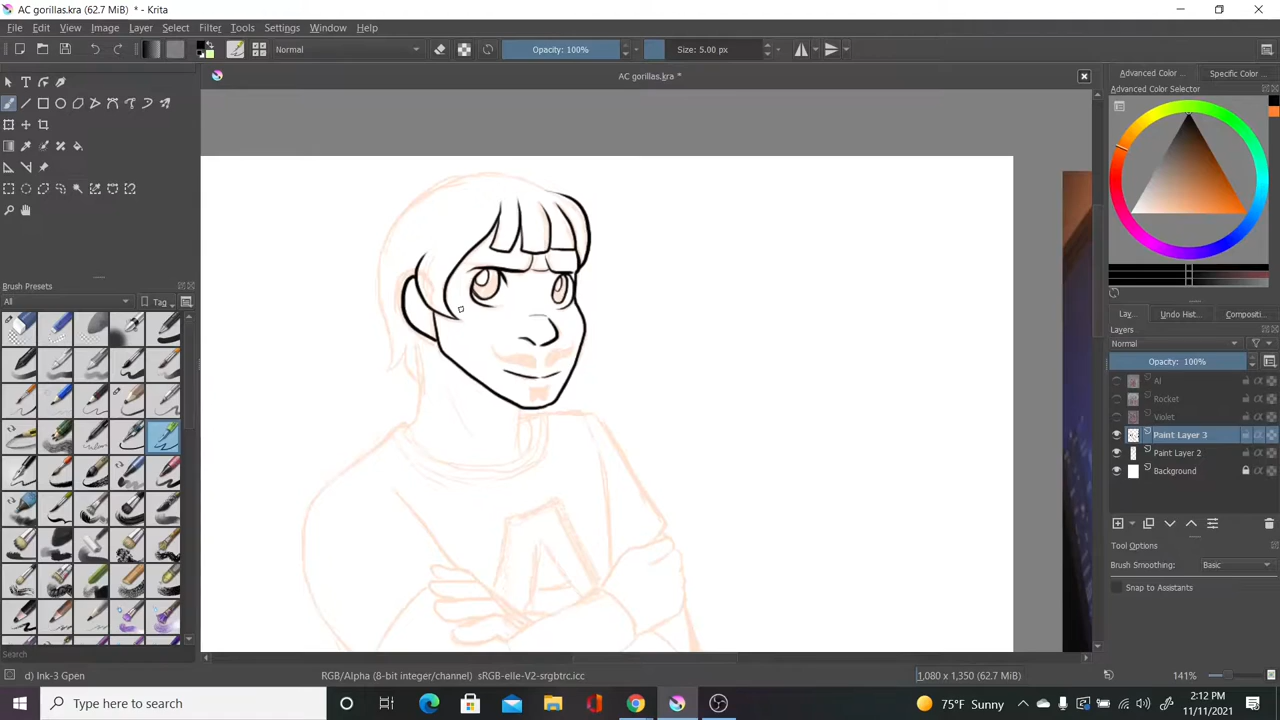 AC gorillas.kra (62.7 MiB) * - Krita
File Edit View Image Layer Select Filter Tools Settings Window Help
Normal Opacity: 100% Size: 5.00 px
AC gorillas.kra *
Advanced Color ... Specific Color ...
Advanced Color Selector
Brush Presets
All Tag
Lay... Undo Hist... Compositi...
Layers
Normal
Opacity: 100%
AI
Rocket
Violet
Paint Layer 3
Paint Layer 2
Background
Tool Options
Brush Smoothing: Basic
Snap to Assistants
A
Search
d) Ink-3 Gpen RGB/Alpha (8-bit integer/channel) sRGB-elle-V2-srgbtrc.icc 1,080 x 1,350 (62.7 MiB) 141%
Type here to search 75°F Sunny 2:12 PM
11/11/2021